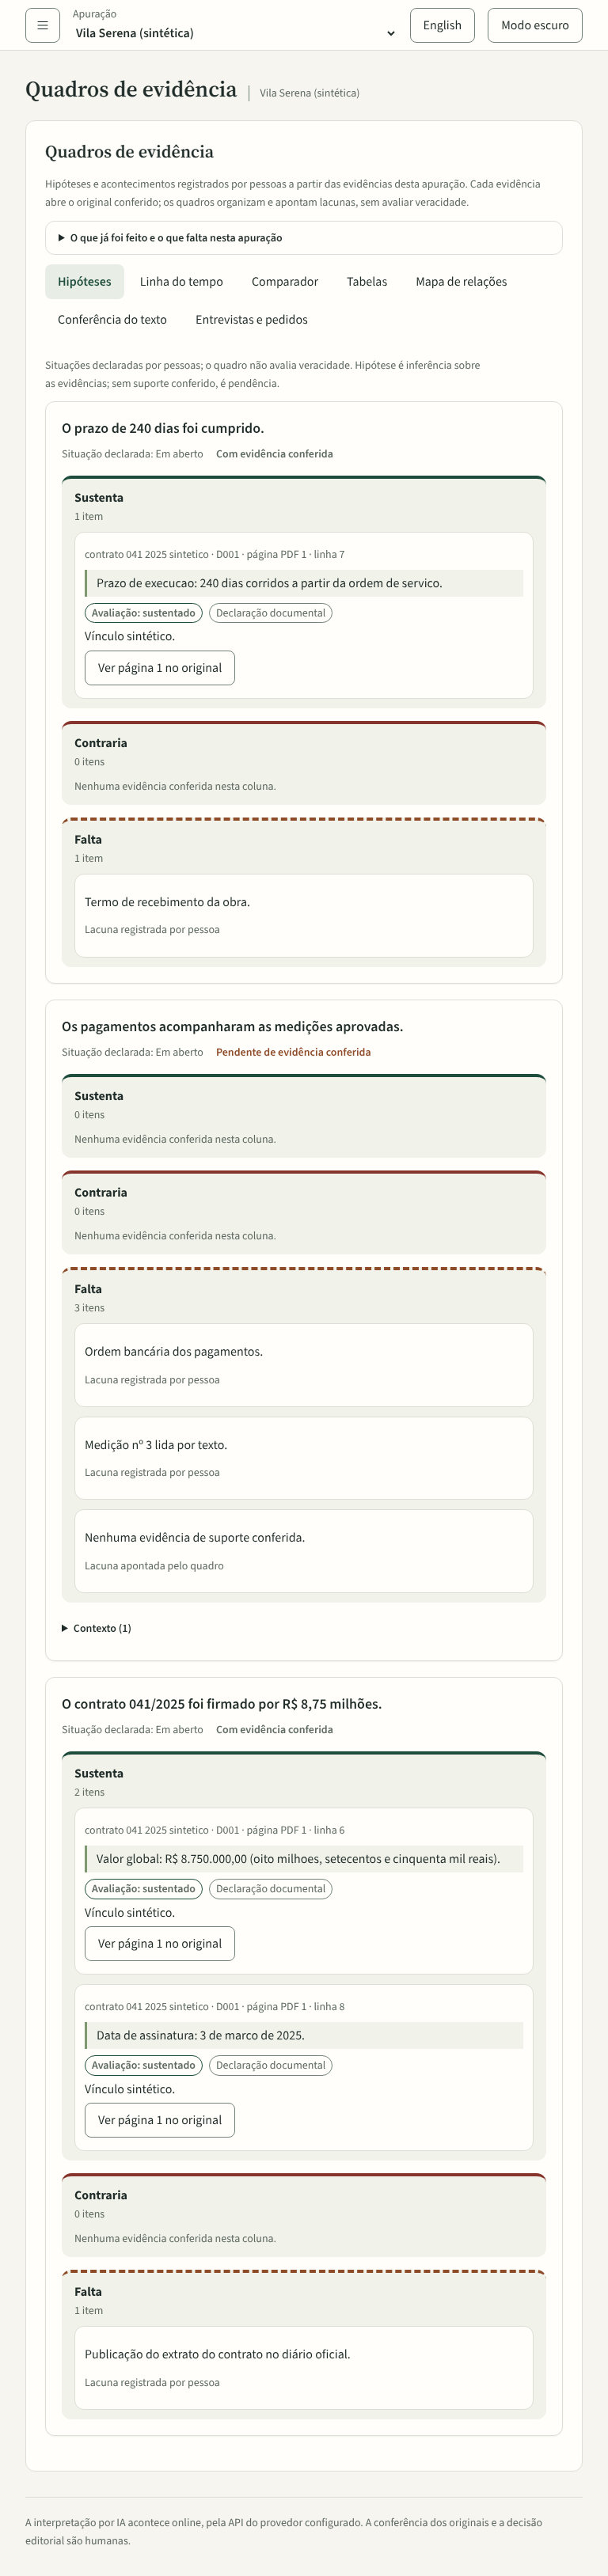 Apuração
Vila Serena (sintética)
English
Modo escuro
Quadros de evidência
Vila Serena (sintética)
Quadros de evidência
Hipóteses e acontecimentos registrados por pessoas a partir das evidências desta apuração. Cada evidência
abre o original conferido; os quadros organizam e apontam lacunas, sem avaliar veracidade.
O que já foi feito e o que falta nesta apuração
Hipóteses
Linha do tempo
Comparador
Tabelas
Mapa de relações
Conferência do texto
Entrevistas e pedidos
Situações declaradas por pessoas; o quadro não avalia veracidade. Hipótese é inferência sobre
as evidências; sem suporte conferido, é pendência.
O prazo de 240 dias foi cumprido.
Situação declarada: Em aberto Com evidência conferida
Sustenta
1 item
contrato 041 2025 sintetico · D001 · página PDF 1 · linha 7
Prazo de execucao: 240 dias corridos a partir da ordem de servico.
Avaliação: sustentado Declaração documental
Vínculo sintético.
Ver página 1 no original
Contraria
0 itens
Nenhuma evidência conferida nesta coluna.
Falta
1 item
Termo de recebimento da obra.
Lacuna registrada por pessoa
Os pagamentos acompanharam as medições aprovadas.
Situação declarada: Em aberto Pendente de evidência conferida
Sustenta
0 itens
Nenhuma evidência conferida nesta coluna.
Contraria
0 itens
Nenhuma evidência conferida nesta coluna.
Falta
3 itens
Ordem bancária dos pagamentos.
Lacuna registrada por pessoa
Medição nº 3 lida por texto.
Lacuna registrada por pessoa
Nenhuma evidência de suporte conferida.
Lacuna apontada pelo quadro
Contexto (1)
O contrato 041/2025 foi firmado por R$ 8,75 milhões.
Situação declarada: Em aberto Com evidência conferida
Sustenta
2 itens
contrato 041 2025 sintetico · D001 · página PDF 1 · linha 6
Valor global: R$ 8.750.000,00 (oito milhoes, setecentos e cinquenta mil reais).
Avaliação: sustentado Declaração documental
Vínculo sintético.
Ver página 1 no original
contrato 041 2025 sintetico · D001 · página PDF 1 · linha 8
Data de assinatura: 3 de marco de 2025.
Avaliação: sustentado Declaração documental
Vínculo sintético.
Ver página 1 no original
Contraria
0 itens
Nenhuma evidência conferida nesta coluna.
Falta
1 item
Publicação do extrato do contrato no diário oficial.
Lacuna registrada por pessoa
A interpretação por IA acontece online, pela API do provedor configurado. A conferência dos originais e a decisão
editorial são humanas.